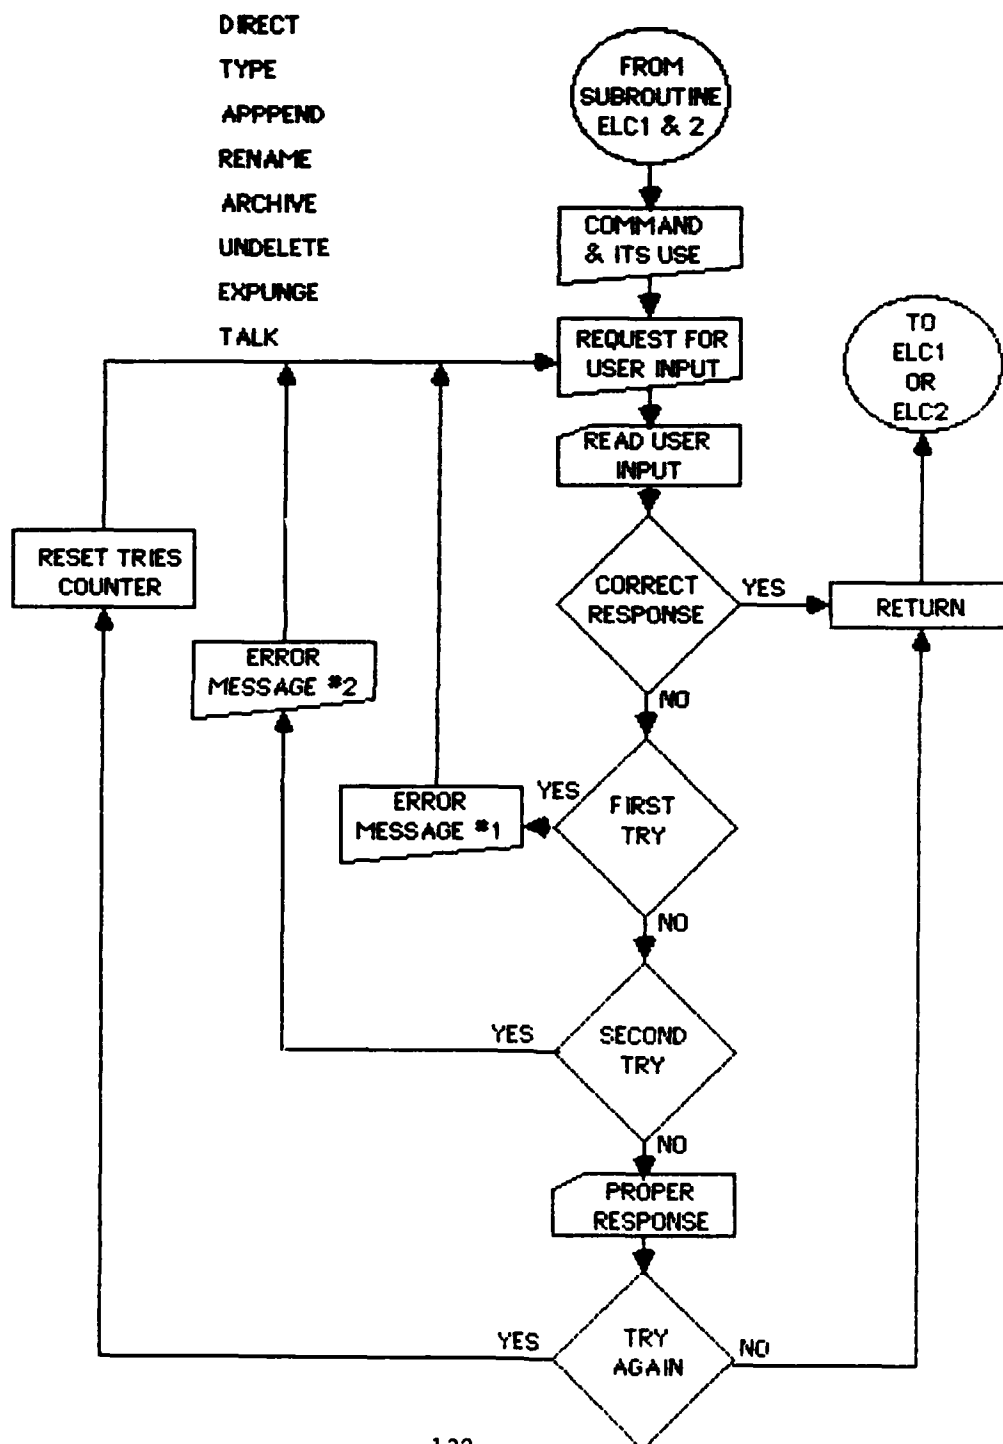 DIRECT
TYPE
APPPEND
RENAME
ARCHIVE
UNDELETE
EXPUNGE
TALK
FROM
SUBROUTINE
ELC1 & 2
COMMAND
& ITS USE
REQUEST FOR
USER INPUT
READ USER
INPUT
TO
ELC1
OR
ELC2
CORRECT
RESPONSE
YES
RETURN
NO
RESET TRIES
COUNTER
ERROR
MESSAGE #2
ERROR
MESSAGE #1
YES
FIRST
TRY
NO
YES
SECOND
TRY
NO
PROPER
RESPONSE
YES
TRY
AGAIN
NO